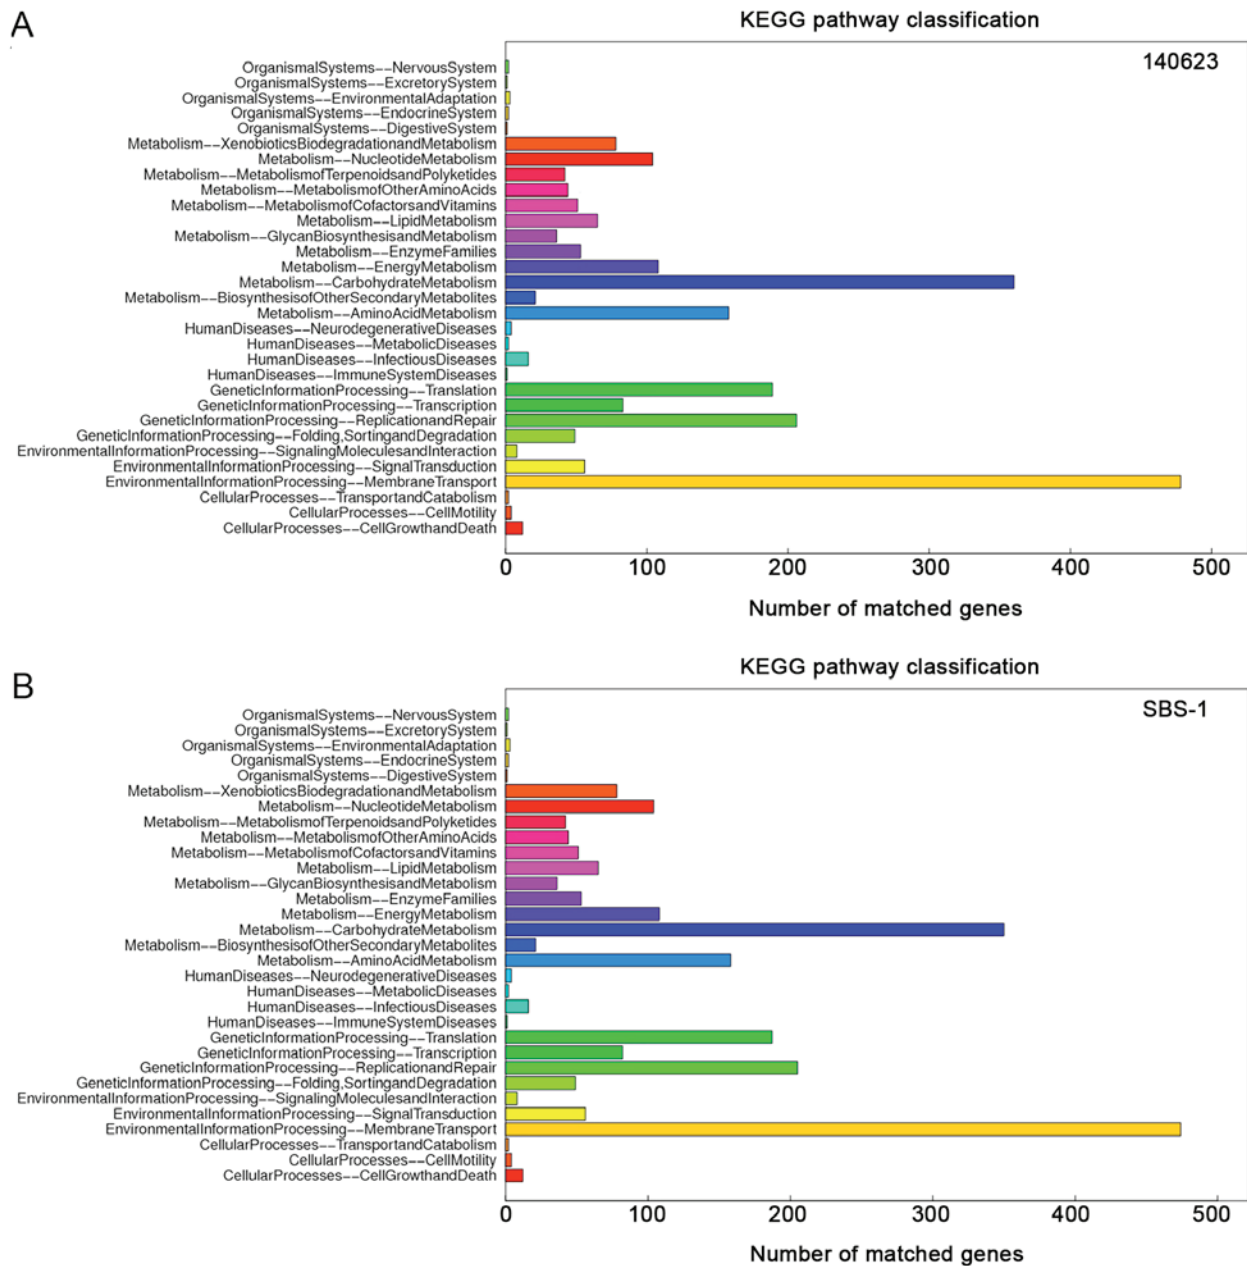 A
KEGG pathway classification
140623
OrganismalSystems--NervousSystem
OrganismalSystems--ExcretorySystem
OrganismalSystems--EnvironmentalAdaptation
OrganismalSystems--EndocrineSystem
OrganismalSystems--DigestiveSystem
Metabolism--XenobioticsBiodegradationandMetabolism
Metabolism--NucleotideMetabolism
Metabolism--MetabolismofTerpenoidsandPolyketides
Metabolism--MetabolismofOtherAminoAcids
Metabolism--MetabolismofCofactorsandVitamins
Metabolism--LipidMetabolism
Metabolism--GlycanBiosynthesisandMetabolism
Metabolism--EnzymeFamilies
Metabolism--EnergyMetabolism
Metabolism--CarbohydrateMetabolism
Metabolism--BiosynthesisofOtherSecondaryMetabolites
Metabolism--AminoAcidMetabolism
HumanDiseases--NeurodegenerativeDiseases
HumanDiseases--MetabolicDiseases
HumanDiseases--InfectiousDiseases
HumanDiseases--ImmuneSystemDiseases
GeneticInformationProcessing--Translation
GeneticInformationProcessing--Transcription
GeneticInformationProcessing--ReplicationandRepair
GeneticInformationProcessing--Folding,SortingandDegradation
EnvironmentalInformationProcessing--SignalingMoleculesandInteraction
EnvironmentalInformationProcessing--SignalTransduction
EnvironmentalInformationProcessing--MembraneTransport
CellularProcesses--TransportandCatabolism
CellularProcesses--CellMotility
CellularProcesses--CellGrowthandDeath
0 100 200 300 400 500
Number of matched genes
B
KEGG pathway classification
SBS-1
OrganismalSystems--NervousSystem
OrganismalSystems--ExcretorySystem
OrganismalSystems--EnvironmentalAdaptation
OrganismalSystems--EndocrineSystem
OrganismalSystems--DigestiveSystem
Metabolism--XenobioticsBiodegradationandMetabolism
Metabolism--NucleotideMetabolism
Metabolism--MetabolismofTerpenoidsandPolyketides
Metabolism--MetabolismofOtherAminoAcids
Metabolism--MetabolismofCofactorsandVitamins
Metabolism--LipidMetabolism
Metabolism--GlycanBiosynthesisandMetabolism
Metabolism--EnzymeFamilies
Metabolism--EnergyMetabolism
Metabolism--CarbohydrateMetabolism
Metabolism--BiosynthesisofOtherSecondaryMetabolites
Metabolism--AminoAcidMetabolism
HumanDiseases--NeurodegenerativeDiseases
HumanDiseases--MetabolicDiseases
HumanDiseases--InfectiousDiseases
HumanDiseases--ImmuneSystemDiseases
GeneticInformationProcessing--Translation
GeneticInformationProcessing--Transcription
GeneticInformationProcessing--ReplicationandRepair
GeneticInformationProcessing--Folding,SortingandDegradation
EnvironmentalInformationProcessing--SignalingMoleculesandInteraction
EnvironmentalInformationProcessing--SignalTransduction
EnvironmentalInformationProcessing--MembraneTransport
CellularProcesses--TransportandCatabolism
CellularProcesses--CellMotility
CellularProcesses--CellGrowthandDeath
0 100 200 300 400 500
Number of matched genes